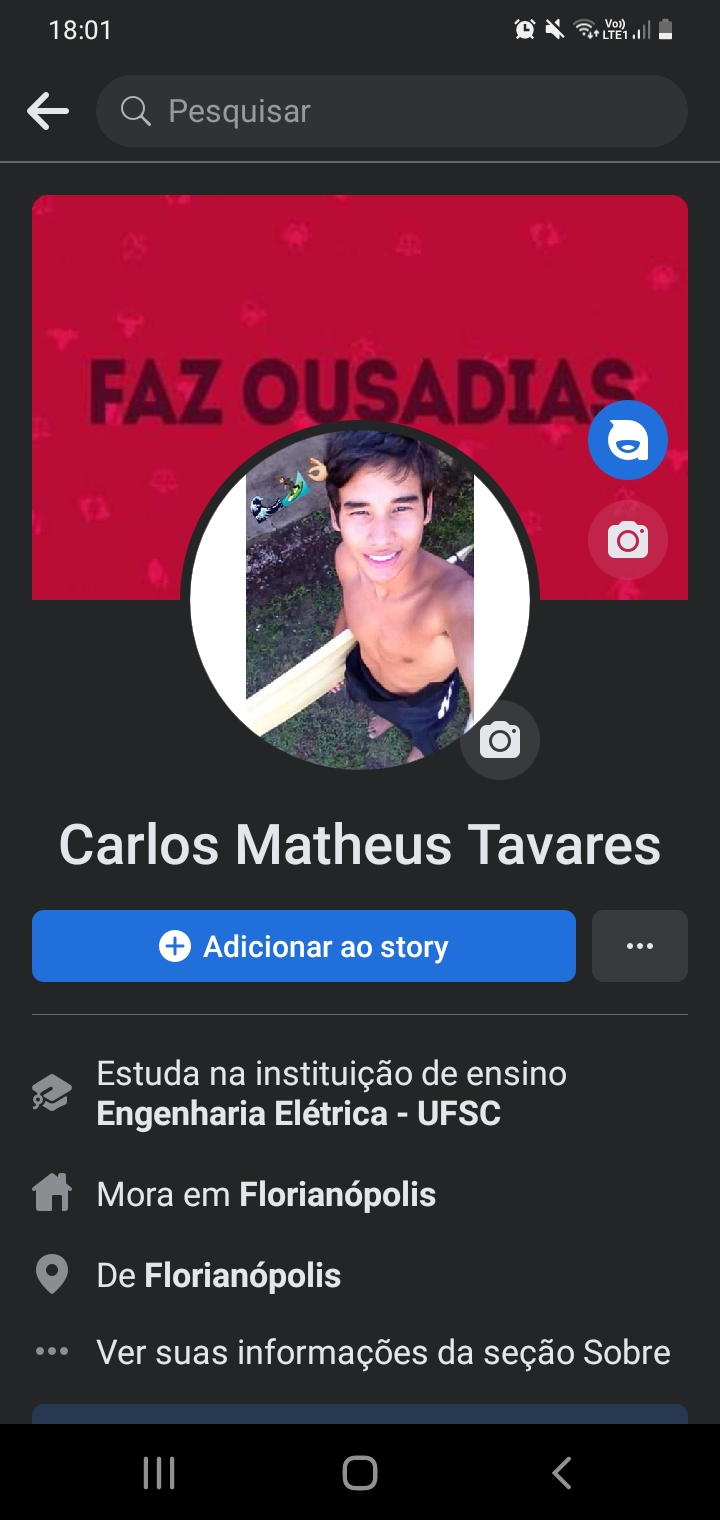 18:01
Vo))
LTE1
Pesquisar
FAZ OUSADIAS
Carlos Matheus Tavares
Adicionar ao story
Estuda na instituição de ensino
Engenharia Elétrica - UFSC
Mora em Florianópolis
De Florianópolis
Ver suas informações da seção Sobre